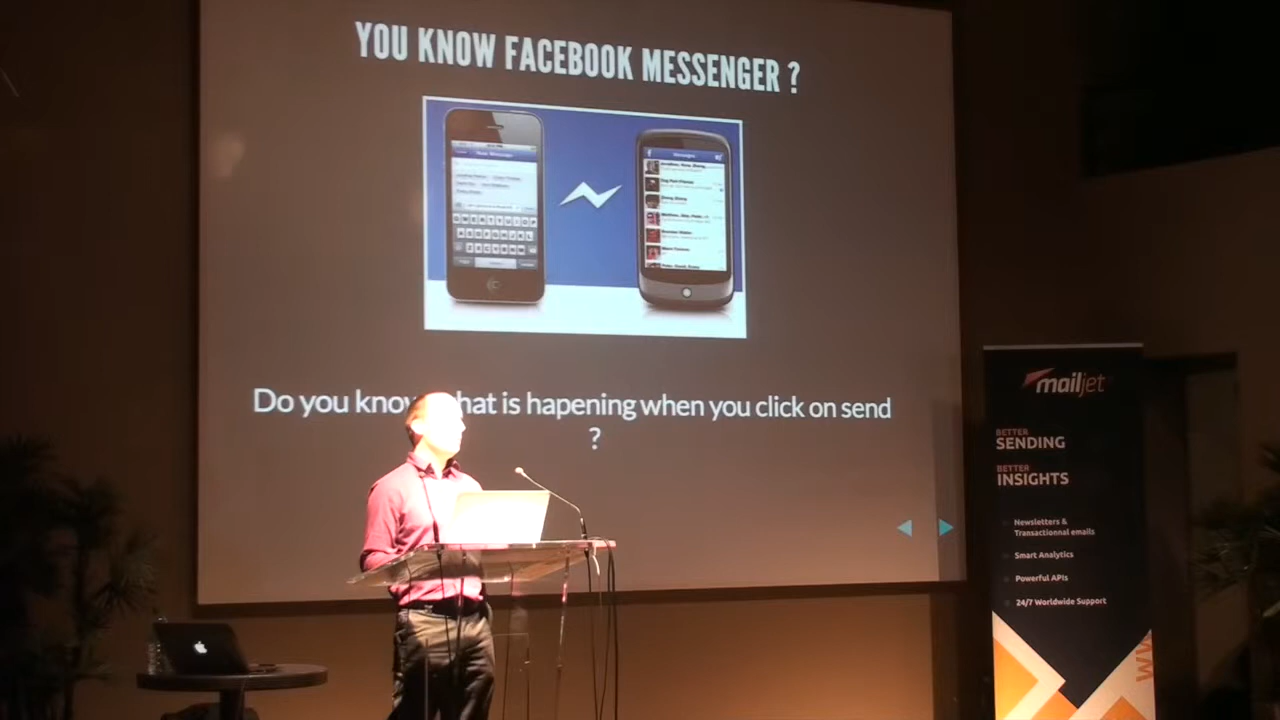 YOU KNOW FACEBOOK MESSENGER ?
Do you know hat is hapening when you click on send
?
mailjet
BETTER
SENDING
BETTER
INSIGHTS
Newsletters &
Transactionnal emails
Smart Analytics
Powerful APIs
24/7 Worldwide Support